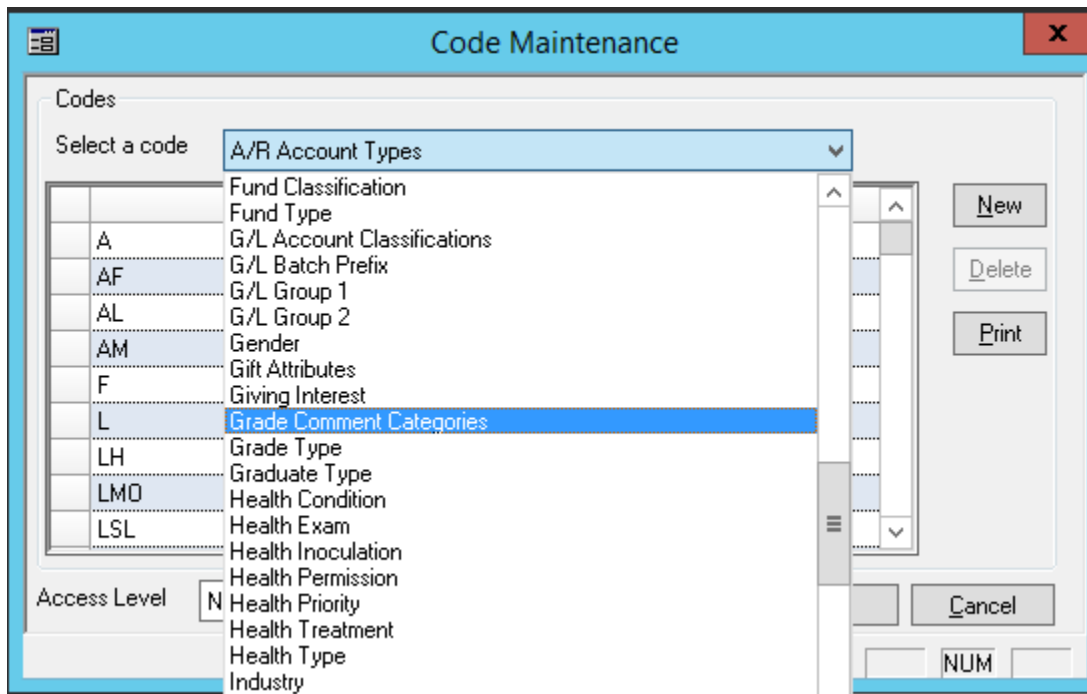 Code Maintenance
x
Codes
Select a code
A/R Account Types
Fund Classification
Fund Type
G/L Account Classifications
G/L Batch Prefix
G/L Group 1
G/L Group 2
Gender
Gift Attributes
Giving Interest
Grade Comment Categories
Grade Type
Graduate Type
Health Condition
Health Exam
Health Inoculation
Health Permission
Health Priority
Health Treatment
Health Type
Industry
A
AF
AL
AM
F
L
LH
LMO
LSL
New
Delete
Print
Access Level
N
Cancel
NUM